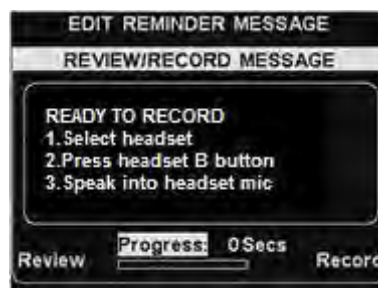 EDIT REMINDER MESSAGE
REVIEW/RECORD MESSAGE
READY TO RECORD
1.Select headset
2.Press headset B button
3.Speak into headset mic
Progress: 0Secs
Review Record